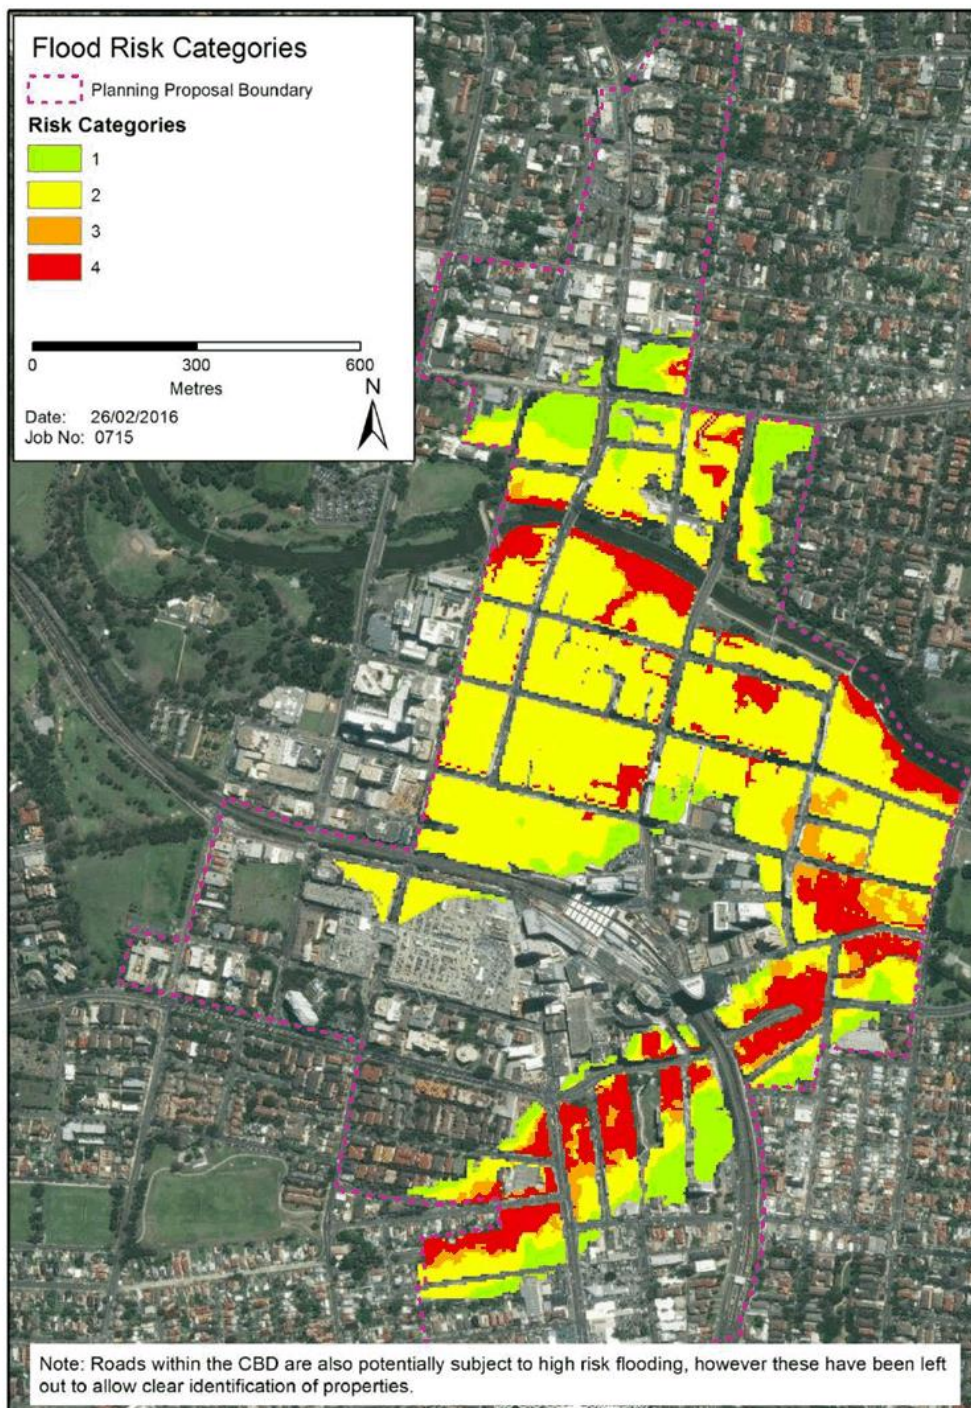 Flood Risk Categories
Planning Proposal Boundary
Risk Categories
1
2
3
4
0 300 600
Metres
N
Date: 26/02/2016
Job No: 0715
Note: Roads within the CBD are also potentially subject to high risk flooding, however these have been left
out to allow clear identification of properties.